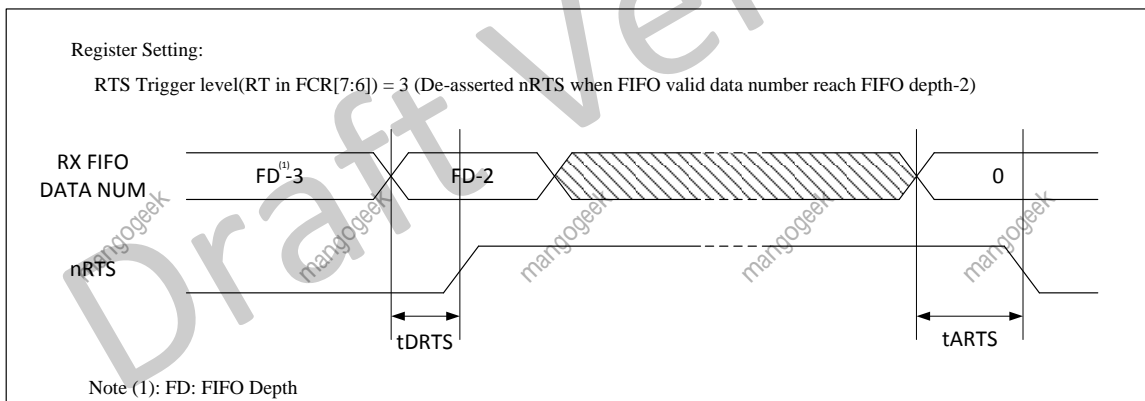 Register Setting:
RTS Trigger level(RT in FCR[7:6]) = 3 (De-asserted nRTS when FIFO valid data number reach FIFO depth-2)
RX FIFO
DATA NUM
FD(1)-3
FD-2
0
nRTS
tDRTS
tARTS
Note (1): FD: FIFO Depth
Draft Ve
mangogeek
mangogeek
mangogeek
mangogeek
mangogeek